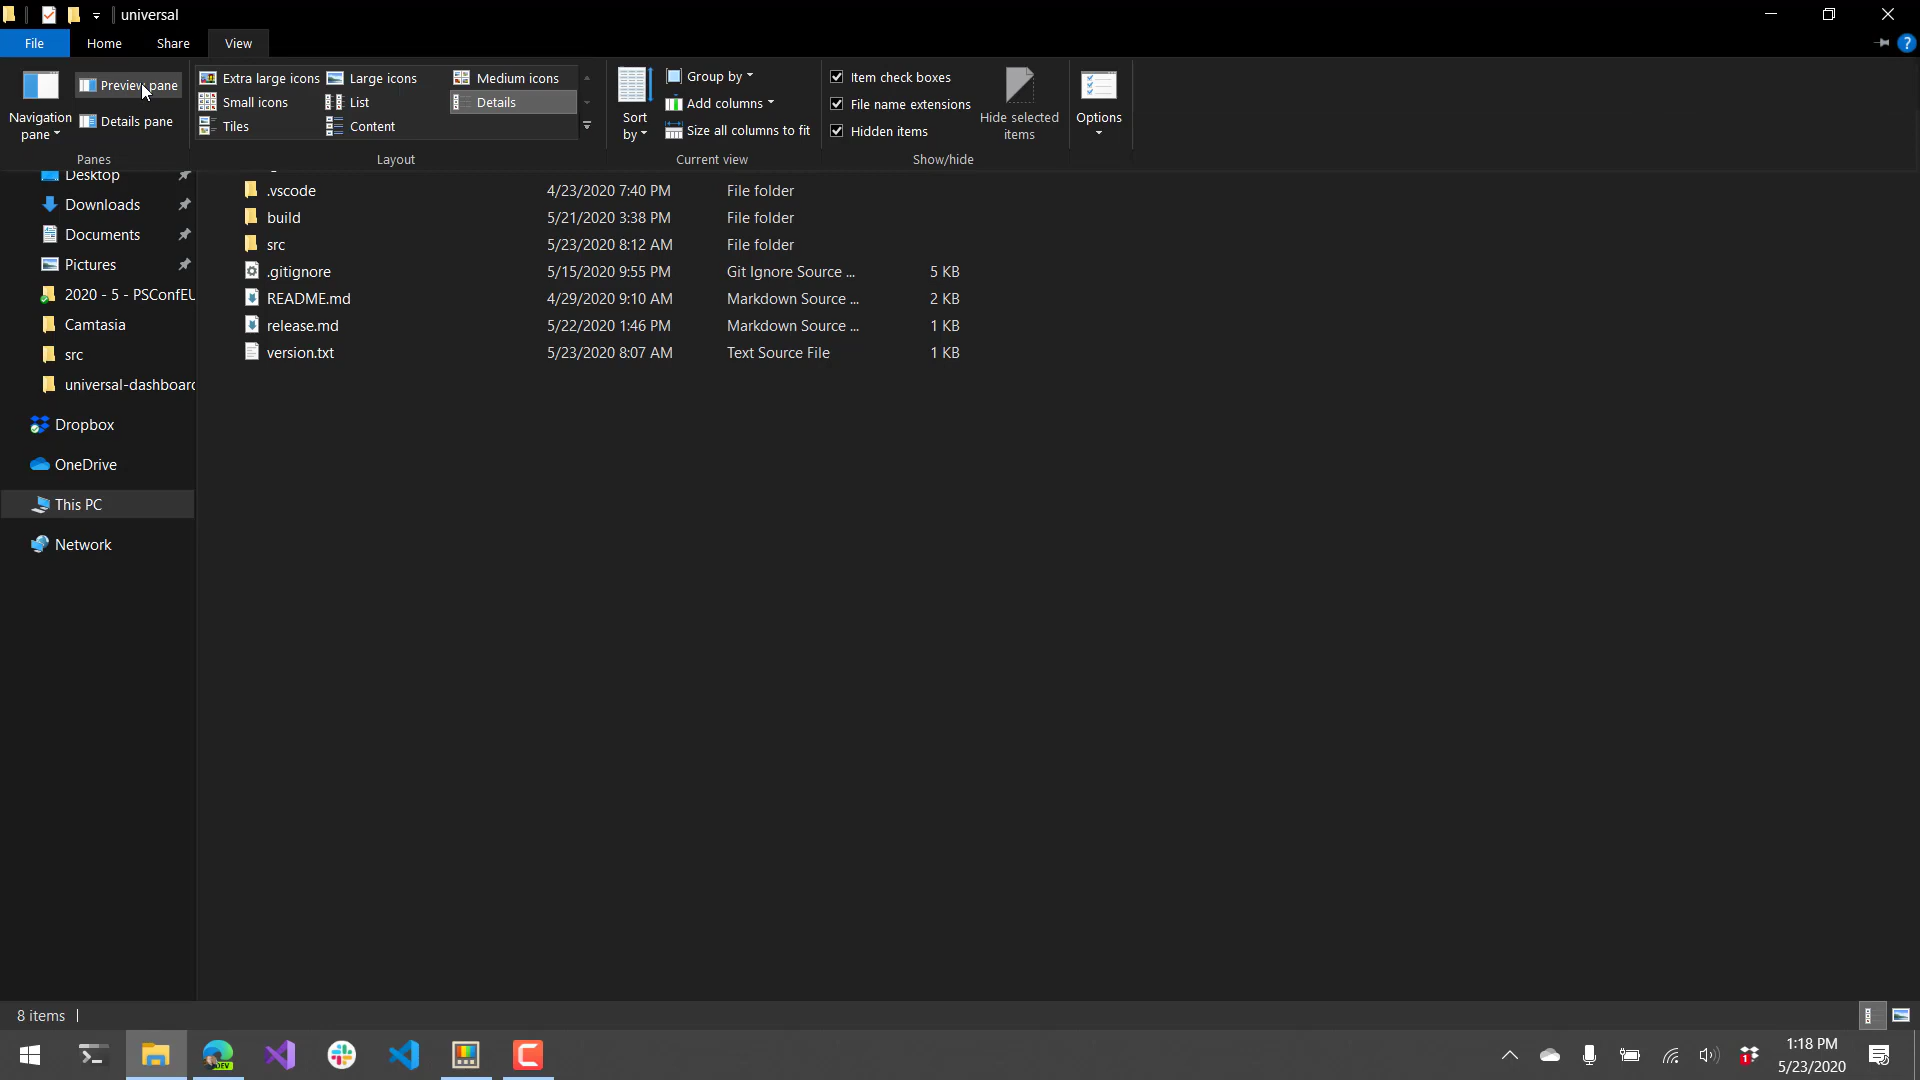 universal
File Home Share View
Navigation pane
Preview pane
Details pane
Panes
Extra large icons Large icons Medium icons
Small icons List Details
Tiles Content
Layout
Sort by
Group by
Add columns
Size all columns to fit
Current view
Item check boxes
File name extensions
Hidden items
Hide selected items
Show/hide
Options
Desktop
Downloads
Documents
Pictures
2020 - 5 - PSConfEU
Camtasia
src
universal-dashboard
Dropbox
OneDrive
This PC
Network
.vscode 4/23/2020 7:40 PM File folder
build 5/21/2020 3:38 PM File folder
src 5/23/2020 8:12 AM File folder
.gitignore 5/15/2020 9:55 PM Git Ignore Source ... 5 KB
README.md 4/29/2020 9:10 AM Markdown Source ... 2 KB
release.md 5/22/2020 1:46 PM Markdown Source ... 1 KB
version.txt 5/23/2020 8:07 AM Text Source File 1 KB
8 items
DEV
1
1:18 PM
5/23/2020